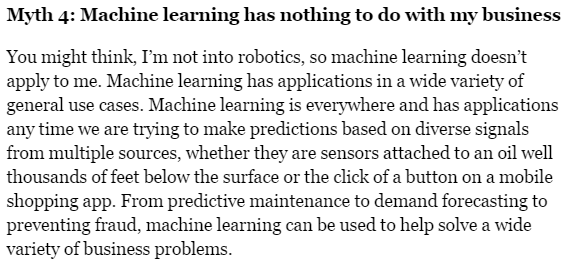 Myth 4: Machine learning has nothing to do with my business
You might think, I’m not into robotics, so machine learning doesn’t
apply to me. Machine learning has applications in a wide variety of
general use cases. Machine learning is everywhere and has applications
any time we are trying to make predictions based on diverse signals
from multiple sources, whether they are sensors attached to an oil well
thousands of feet below the surface or the click of a button on a mobile
shopping app. From predictive maintenance to demand forecasting to
preventing fraud, machine learning can be used to help solve a wide
variety of business problems.